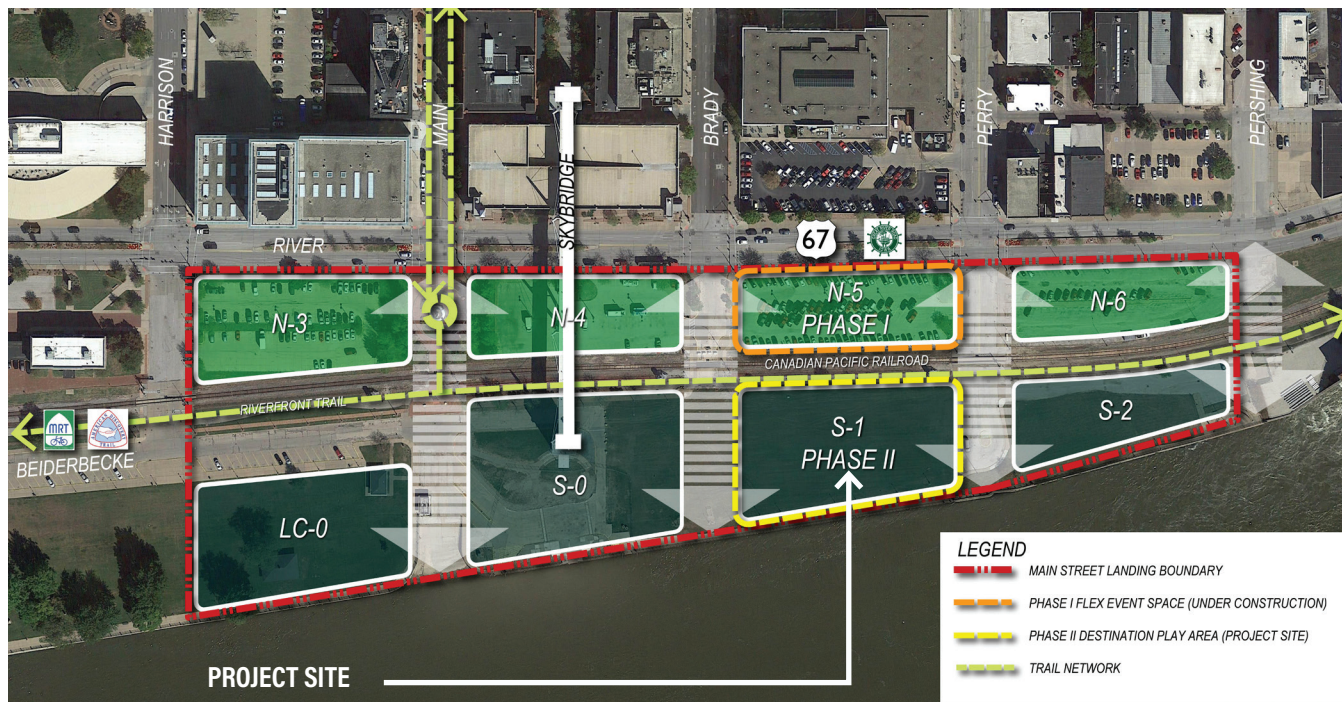 HARRISON
MAIN
SKYBRIDGE
BRADY
PERRY
PERSHING
RIVER
67
N-3
N-4
N-5
PHASE I
N-6
CANADIAN PACIFIC RAILROAD
RIVERFRONT TRAIL
MRT
BEIDERBECKE
LC-0
S-0
S-1
PHASE II
S-2
PROJECT SITE
LEGEND
MAIN STREET LANDING BOUNDARY
PHASE I FLEX EVENT SPACE (UNDER CONSTRUCTION)
PHASE II DESTINATION PLAY AREA (PROJECT SITE)
TRAIL NETWORK